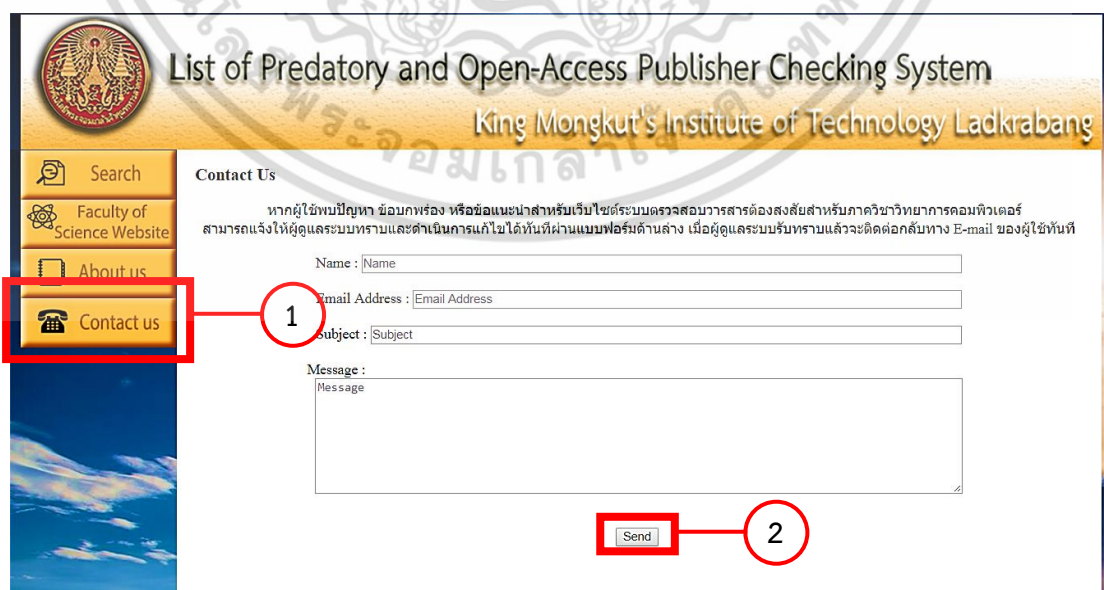 List of Predatory and Open-Access Publisher Checking System
King Mongkut's Institute of Technology Ladkrabang
Search
Faculty of
Science Website
About us
Contact us
1
Contact Us
หากผู้ใช้พบปัญหา ข้อบกพร่อง หรือข้อแนะนำสำหรับเว็บไซต์ระบบตรวจสอบวารสารต้องสงสัยสำหรับภาควิชาวิทยาการคอมพิวเตอร์
สามารถแจ้งให้ผู้ดูแลระบบทราบและดำเนินการแก้ไขได้ทันทีผ่านแบบฟอร์มด้านล่าง เมื่อผู้ดูแลระบบรับทราบแล้วจะติดต่อกลับทาง E-mail ของผู้ใช้ทันที
Name : Name
Email Address : Email Address
Subject : Subject
Message :
Message
Send
2